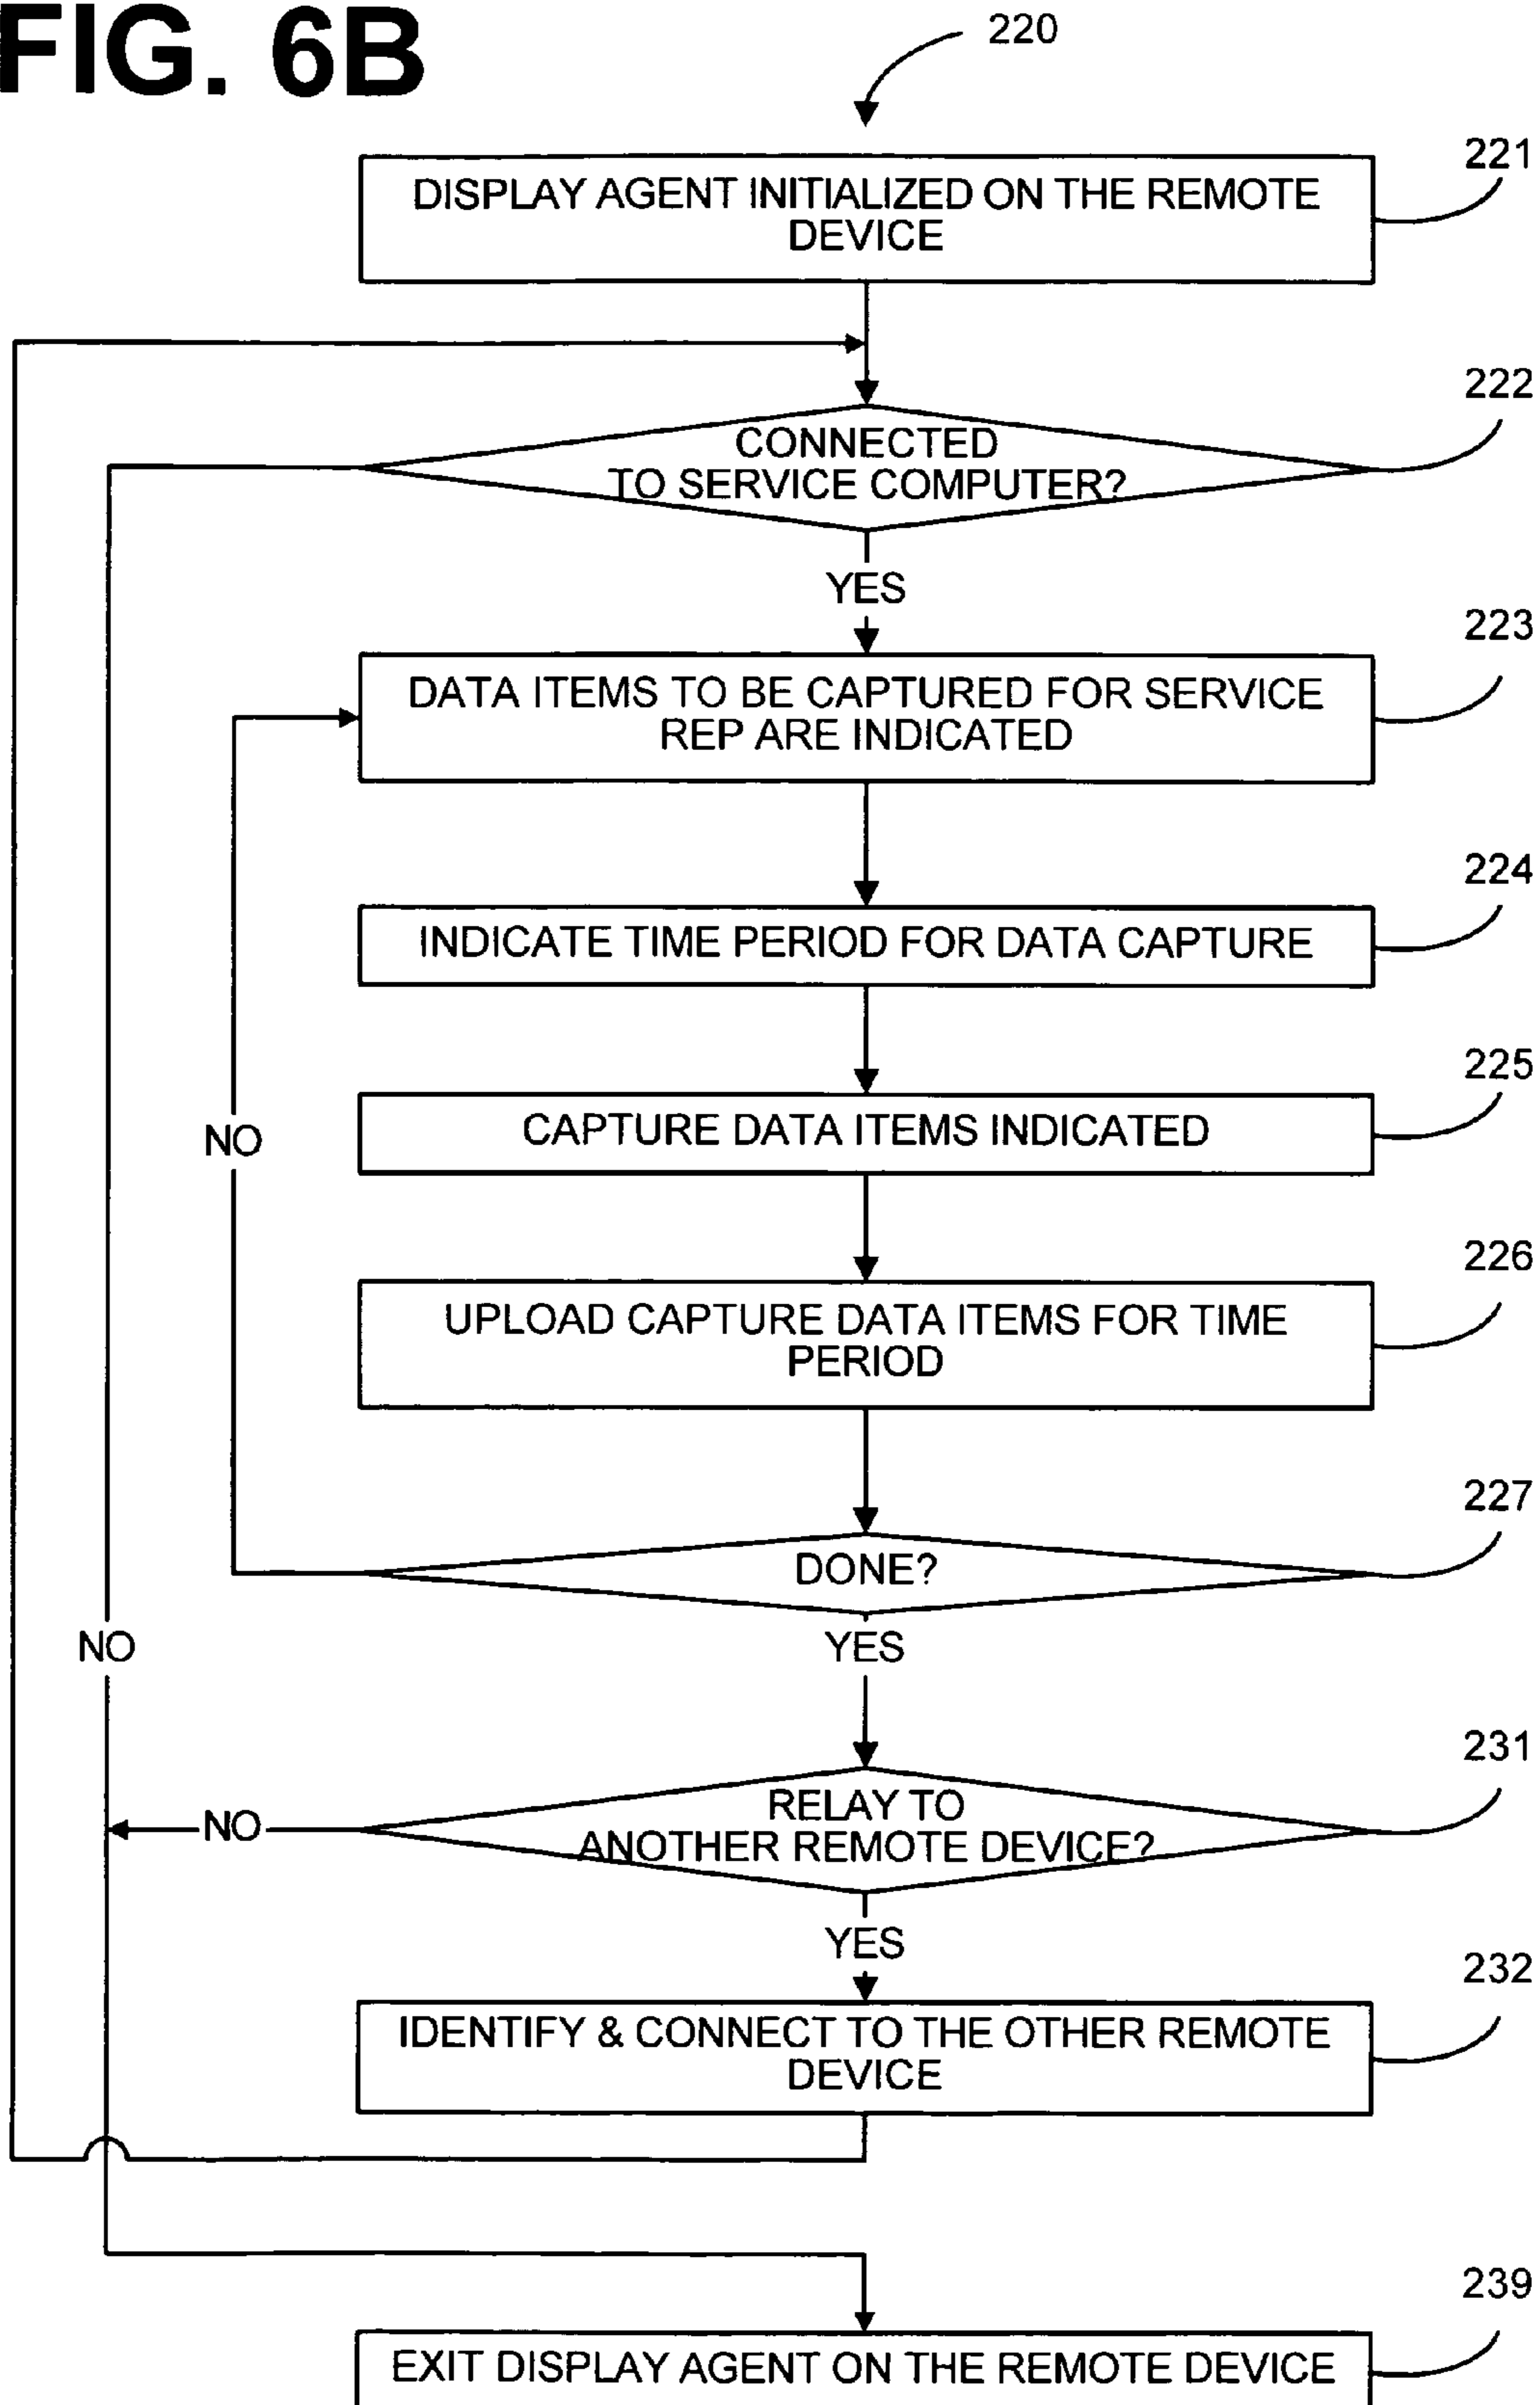 FIG. 6B
220
221
DISPLAY AGENT INITIALIZED ON THE REMOTE
DEVICE
222
CONNECTED
TO SERVICE COMPUTER?
YES
223
DATA ITEMS TO BE CAPTURED FOR SERVICE
REP ARE INDICATED
224
INDICATE TIME PERIOD FOR DATA CAPTURE
225
CAPTURE DATA ITEMS INDICATED
NO
226
UPLOAD CAPTURE DATA ITEMS FOR TIME
PERIOD
227
DONE?
NO
YES
231
RELAY TO
ANOTHER REMOTE DEVICE?
NO
YES
232
IDENTIFY & CONNECT TO THE OTHER REMOTE
DEVICE
239
EXIT DISPLAY AGENT ON THE REMOTE DEVICE